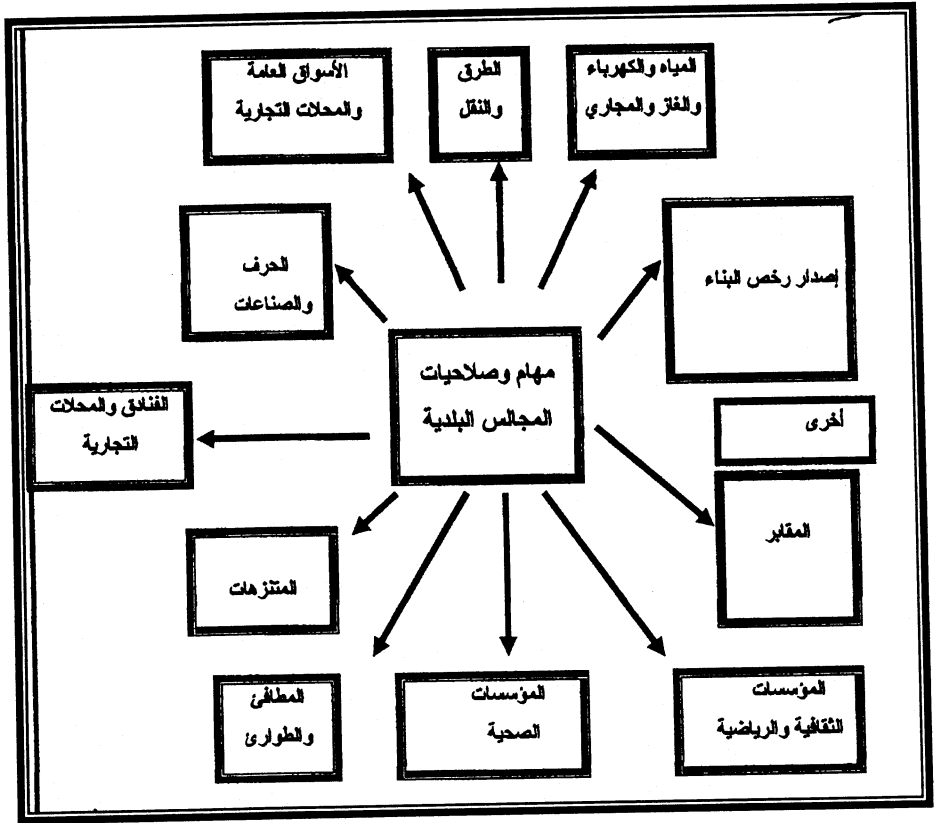 المياه والكهرباء
والغاز والمجاري
الطرق
والنقل
الأسواق العامة
والمحلات التجارية
إصدار رخص البناء
الحرف
والصناعات
مهام وصلاحيات
المجالس البلدية
أخرى
الفنادق والمحلات
التجارية
المقابر
المتنزهات
المؤسسات
الثقافية والرياضية
المؤسسات
الصحية
المطافئ
والطوارئ